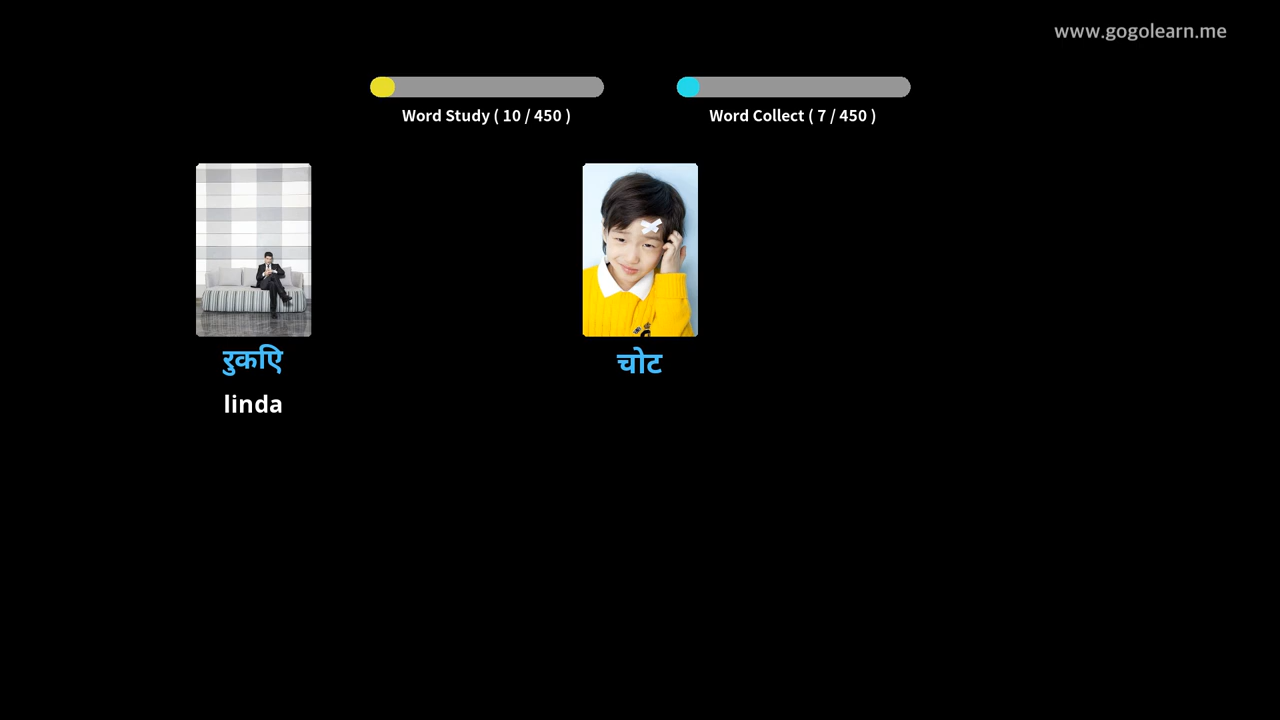 www.gogolearn.me
Word Study ( 10 / 450 )
Word Collect ( 7 / 450 )
रुकिए
चोट
linda